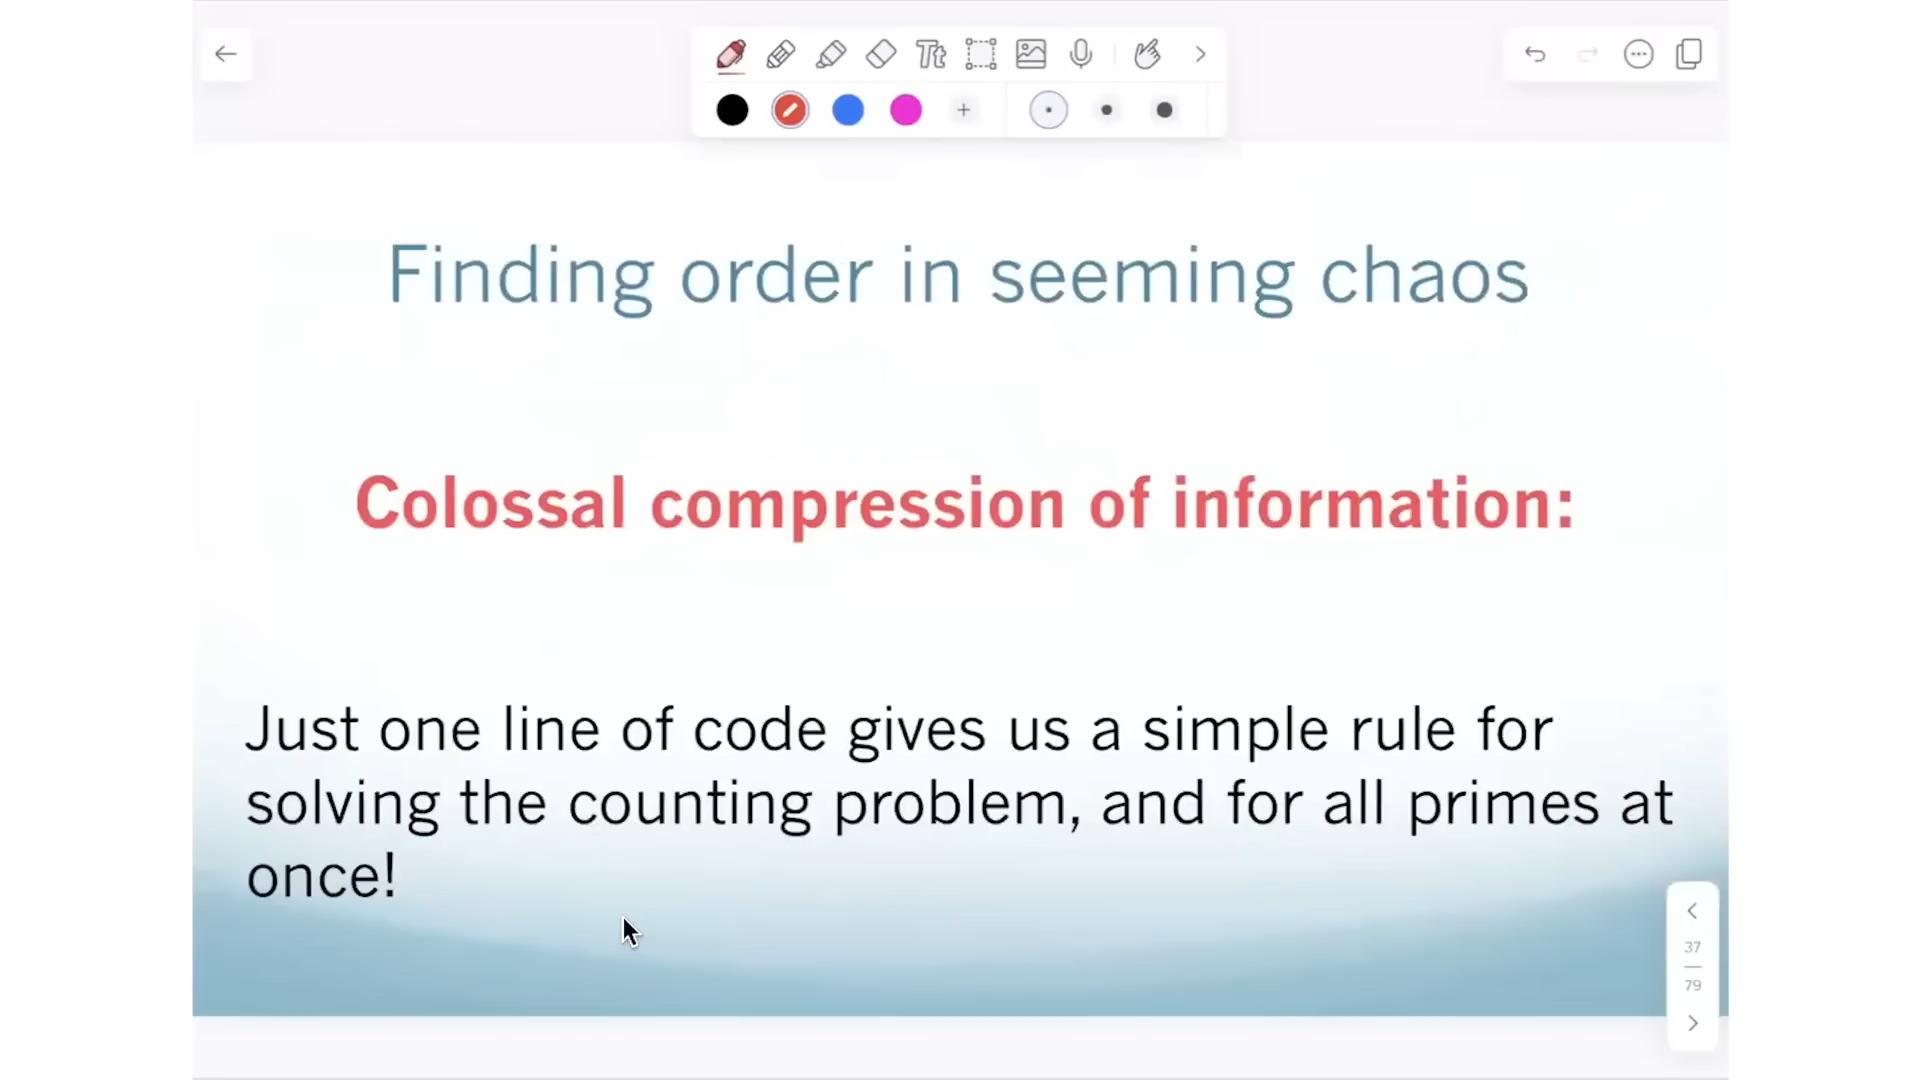 Tt
Finding order in seeming chaos
Colossal compression of information:
Just one line of code gives us a simple rule for
solving the counting problem, and for all primes at
once!
37
79